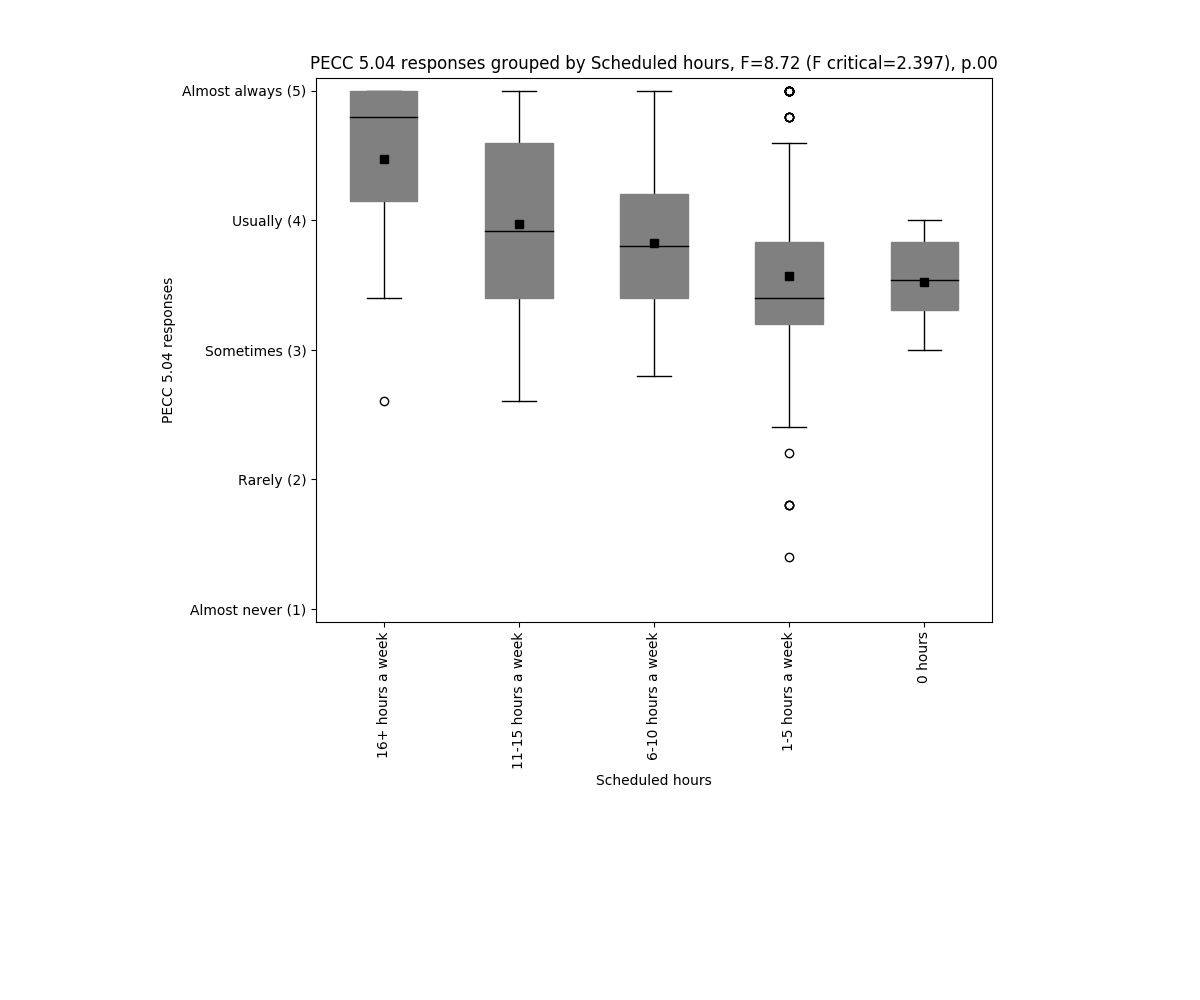 PECC 5.04 responses grouped by Scheduled hours, F=8.72 (F critical=2.397), p.00
Almost always (5)
Usually (4)
Sometimes (3)
Rarely (2)
Almost never (1)
PECC 5.04 responses
16+ hours a week
11-15 hours a week
6-10 hours a week
1-5 hours a week
0 hours
Scheduled hours